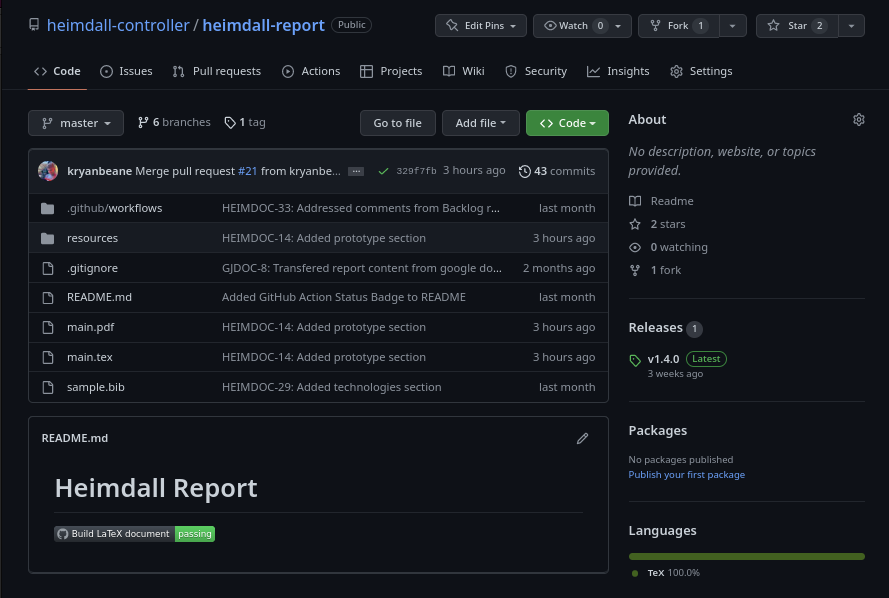 heimdall-controller / heimdall-report Public Edit Pins Watch 0 Fork 1 Star 2
Code Issues Pull requests Actions Projects Wiki Security Insights Settings
master 6 branches 1 tag Go to file Add file Code
kryanbeane Merge pull request #21 from kryanbe... ... 329f7fb 3 hours ago 43 commits
.github/workflows HEIMDOC-33: Addressed comments from Backlog r... last month
resources HEIMDOC-14: Added prototype section 3 hours ago
.gitignore GJDOC-8: Transfered report content from google do... 2 months ago
README.md Added GitHub Action Status Badge to README last month
main.pdf HEIMDOC-14: Added prototype section 3 hours ago
main.tex HEIMDOC-14: Added prototype section 3 hours ago
sample.bib HEIMDOC-29: Added technologies section last month
README.md
Heimdall Report
Build LaTeX document passing
About
No description, website, or topics
provided.
Readme
2 stars
0 watching
1 fork
Releases 1
v1.4.0 Latest
3 weeks ago
Packages
No packages published
Publish your first package
Languages
TeX 100.0%